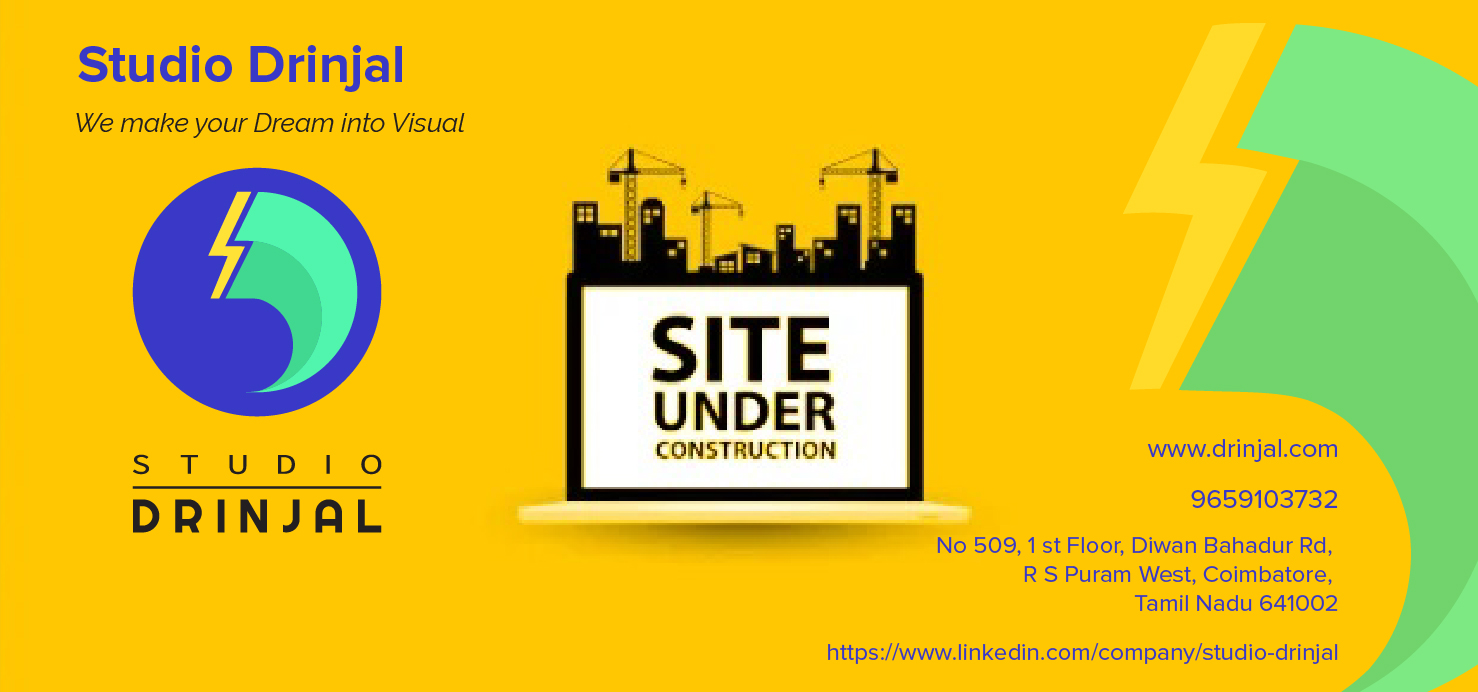 Studio Drinjal
We make your Dream into Visual
STUDIO
DRINJAL
SITE
UNDER
CONSTRUCTION
www.drinjal.com
9659103732
No 509, 1 st Floor, Diwan Bahadur Rd,
R S Puram West, Coimbatore,
Tamil Nadu 641002
https://www.linkedin.com/company/studio-drinjal